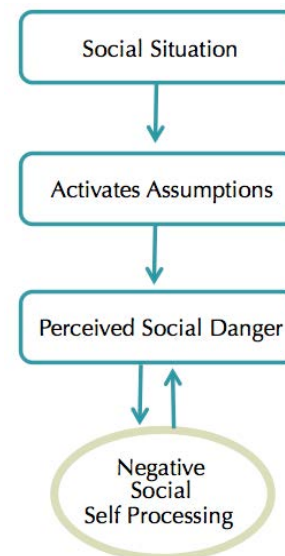 Social Situation
Activates Assumptions
Perceived Social Danger
Negative
Social
Self Processing